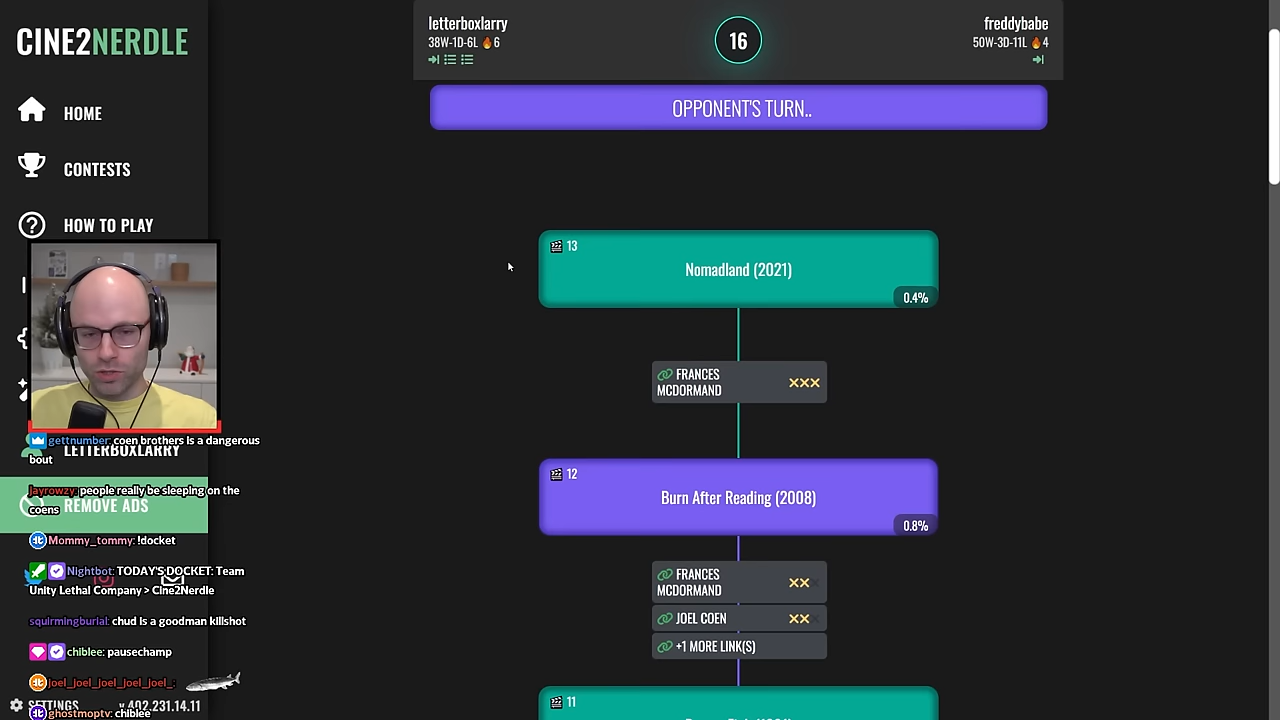 CINE2NERDLE
HOME
CONTESTS
HOW TO PLAY
LETTERBOXLARRY
REMOVE ADS
SETTINGS
v.402.231.14.11
gettnumber: coen brothers is a dangerous
bout
Jayrowzy: people really be sleeping on the
coens
Mommy_tommy: !docket
Nightbot: TODAY'S DOCKET: Team
Unity Lethal Company > Cine2Nerdle
squirmingburial: chud is a goodman killshot
chiblee: pausechamp
joel_joel_joel_joel_joel_:
ghostmoptv: chiblee
letterboxlarry
38W-1D-6L 6
16
freddybabe
50W-3D-11L 4
OPPONENT'S TURN..
13
Nomadland (2021)
0.4%
FRANCES
MCDORMAND
XXX
12
Burn After Reading (2008)
0.8%
FRANCES
MCDORMAND
XXX
JOEL COEN
XXX
+1 MORE LINK(S)
11